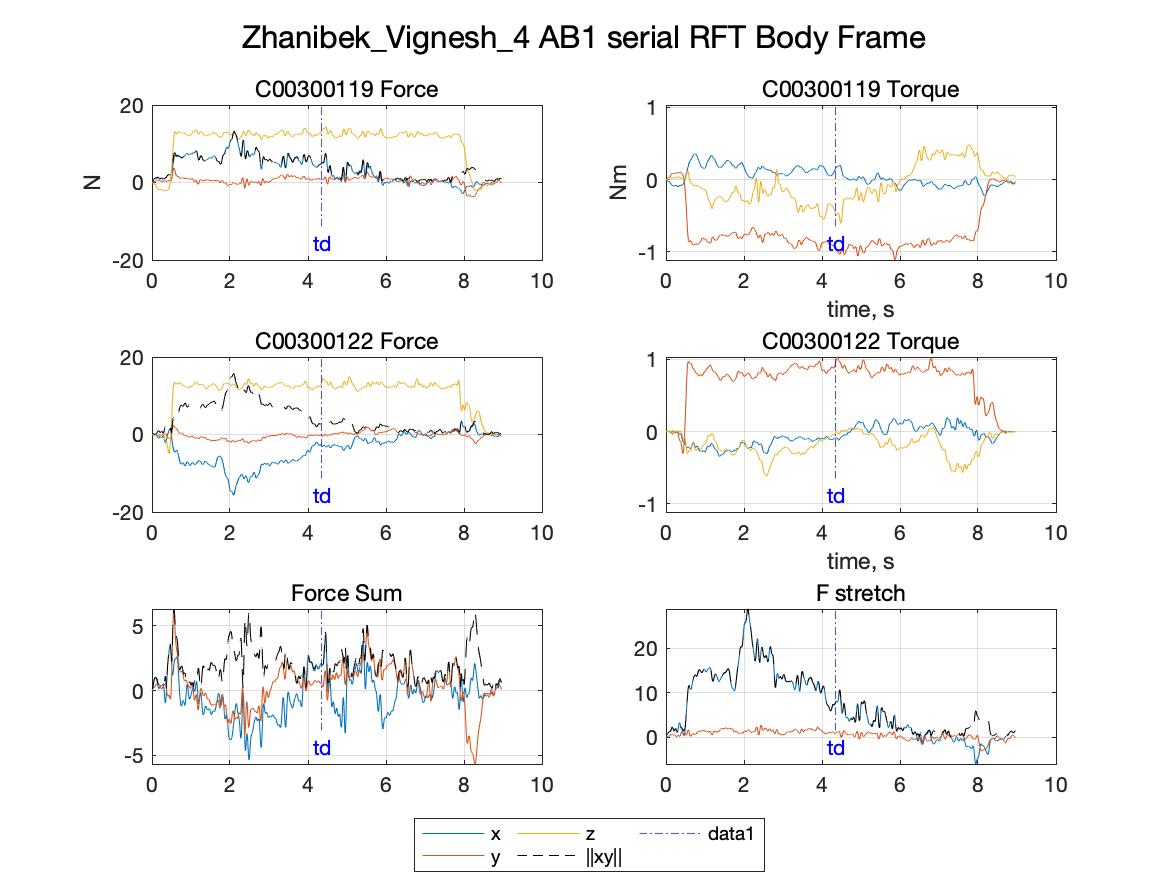 Zhanibek_Vignesh_4 AB1 serial RFT Body Frame
C00300119 Force
20
0
-20
N
td
0 2 4 6 8 10
C00300119 Torque
1
0
-1
Nm
td
0 2 4 6 8 10
time, s
C00300122 Force
20
0
-20
td
0 2 4 6 8 10
C00300122 Torque
1
0
-1
td
0 2 4 6 8 10
time, s
Force Sum
5
0
-5
td
0 2 4 6 8 10
F stretch
20
10
0
td
0 2 4 6 8 10
x z data1
y ||xy||